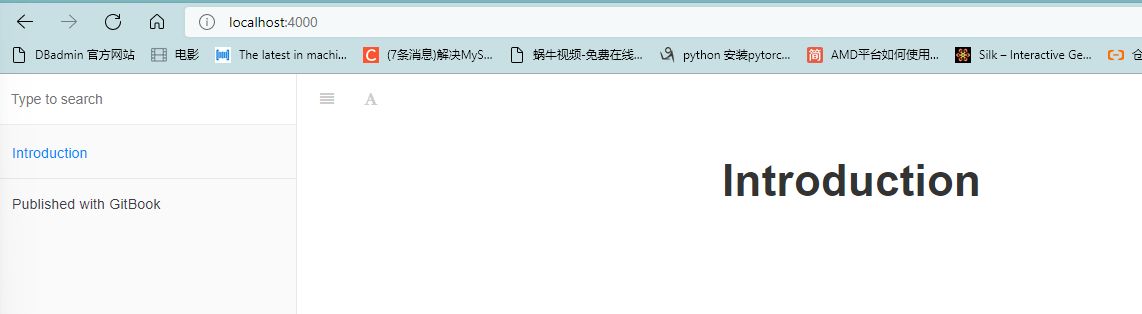 localhost:4000
DBadmin 官方网站 电影 The latest in machi... C (7条消息)解决MyS... 蜗牛视频-免费在线... python 安装pytorc... 简 AMD平台如何使用... Silk – Interactive Ge... 仓
Type to search
A
Introduction
Introduction
Published with GitBook